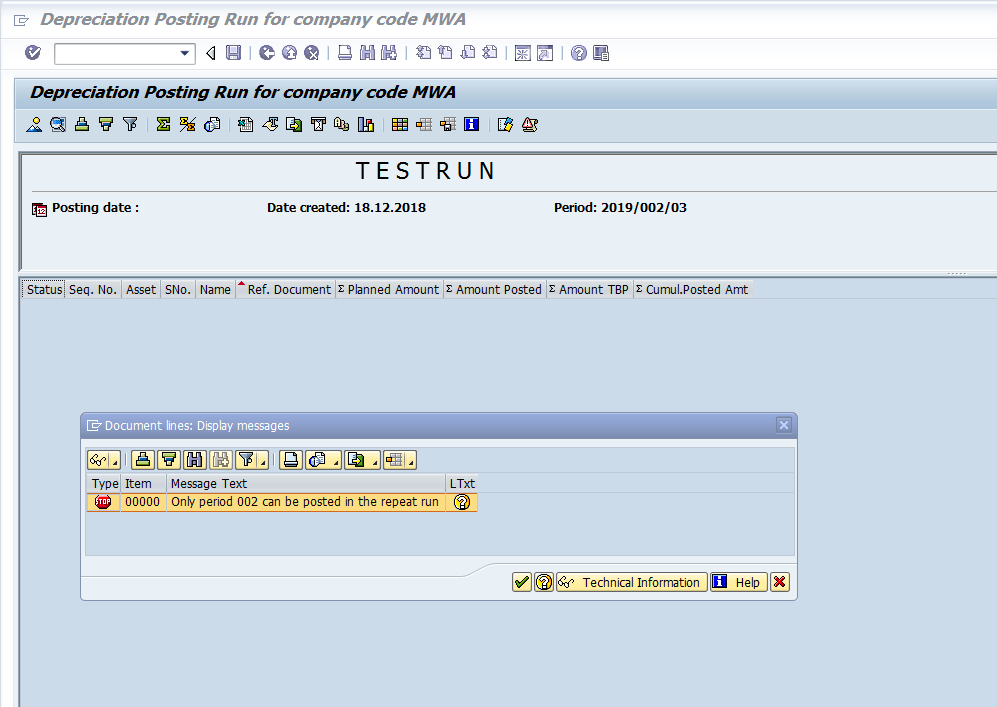 Depreciation Posting Run for company code MWA
Depreciation Posting Run for company code MWA
TESTRUN
Posting date : Date created: 18.12.2018 Period: 2019/002/03
Status Seq. No. Asset SNo. Name Ref. Document Σ Planned Amount Σ Amount Posted Σ Amount TBP Σ Cumul.Posted Amt
Document lines: Display messages
Type Item Message Text LTxt
STOP 00000 Only period 002 can be posted in the repeat run
Technical Information Help